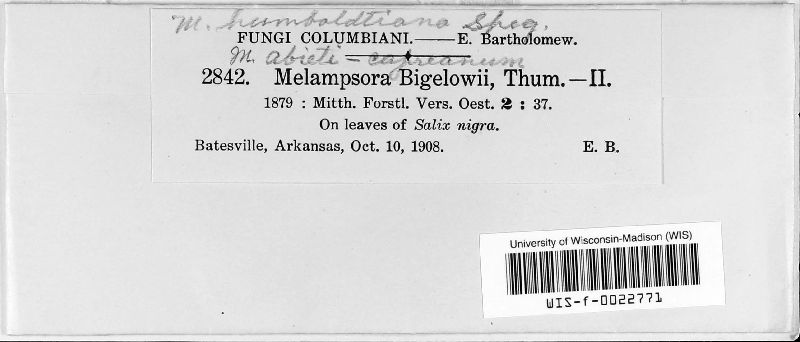 M. humboldtiana Speg.
FUNGI COLUMBIANI.——E. Bartholomew.
M. abieti-capreanum
2842. Melampsora Bigelowii, Thum.—II.
1879 : Mitth. Forstl. Vers. Oest. 2 : 37.
On leaves of Salix nigra.
Batesville, Arkansas, Oct. 10, 1908. E. B.
University of Wisconsin-Madison (WIS)
WIS-f-0022771